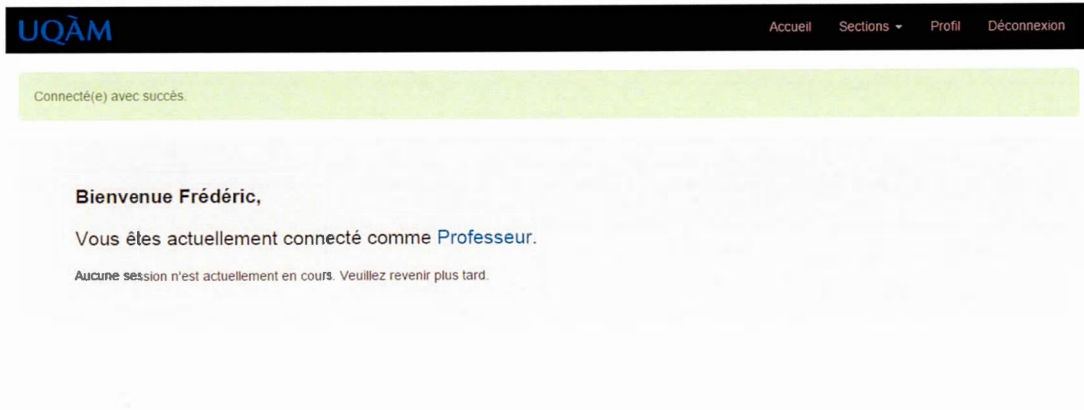 UQÀM
Accueil Sections Profil Déconnexion
Connecté(e) avec succès.
Bienvenue Frédéric,
Vous êtes actuellement connecté comme Professeur.
Aucune session n'est actuellement en cours. Veuillez revenir plus tard.